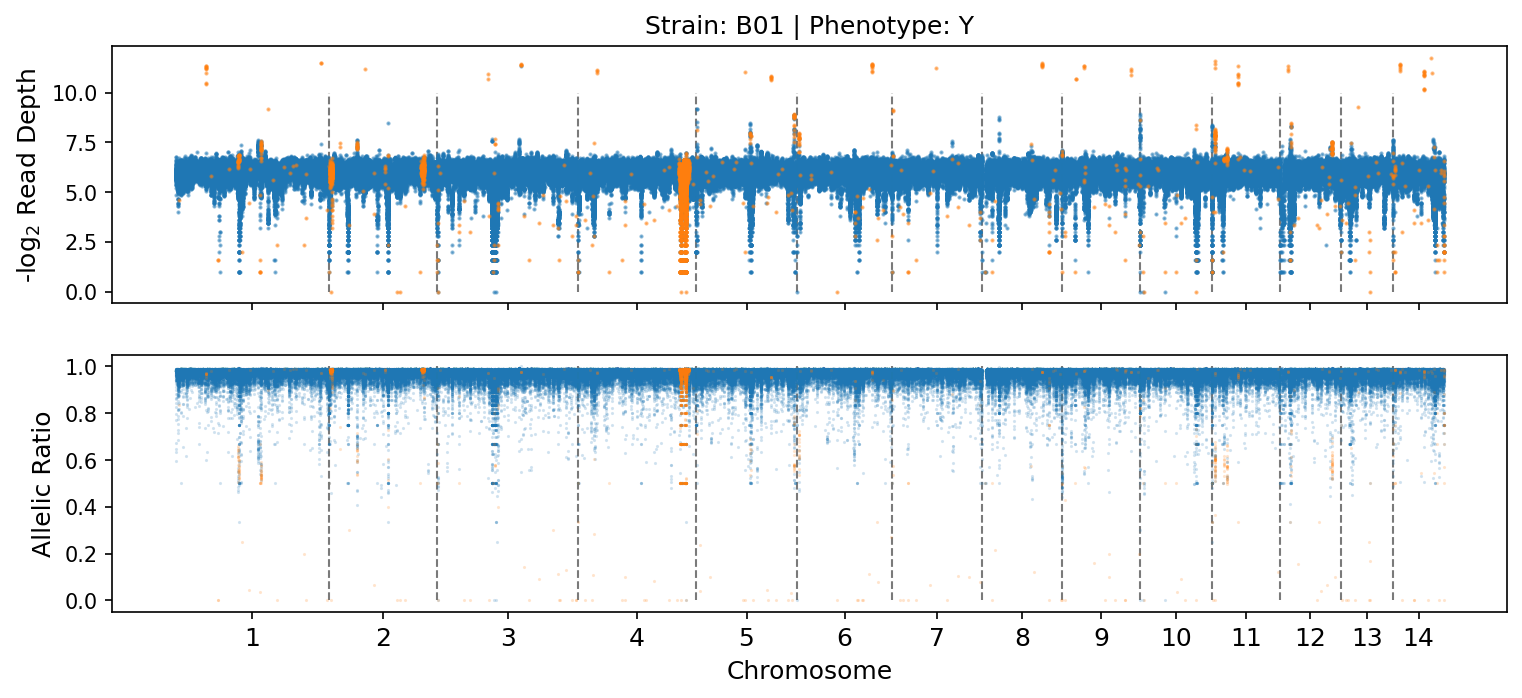 Strain: B01 | Phenotype: Y
-log₂ Read Depth
10.0
7.5
5.0
2.5
0.0
Allelic Ratio
1.0
0.8
0.6
0.4
0.2
0.0
1 2 3 4 5 6 7 8 9 10 11 12 13 14
Chromosome